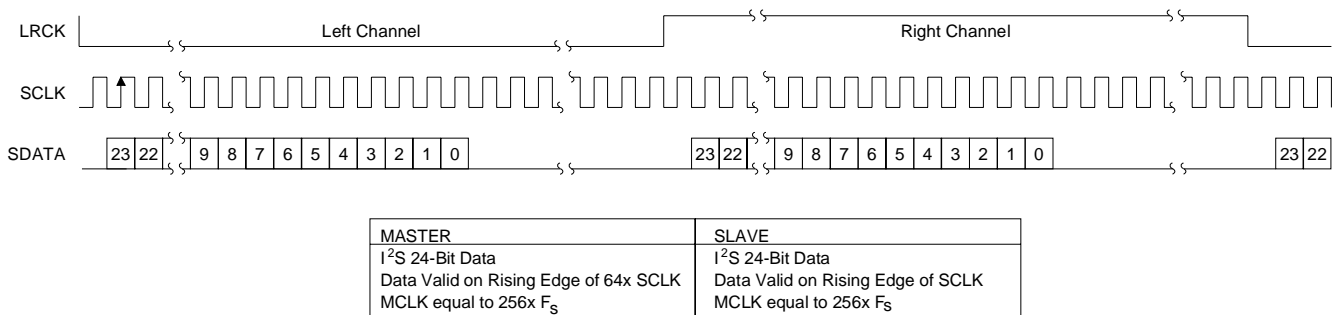 LRCK Left Channel Right Channel
SCLK
SDATA 23 22 9 8 7 6 5 4 3 2 1 0 23 22 9 8 7 6 5 4 3 2 1 0 23 22
MASTER SLAVE
I²S 24-Bit Data I²S 24-Bit Data
Data Valid on Rising Edge of 64x SCLK Data Valid on Rising Edge of SCLK
MCLK equal to 256x Fs MCLK equal to 256x Fs